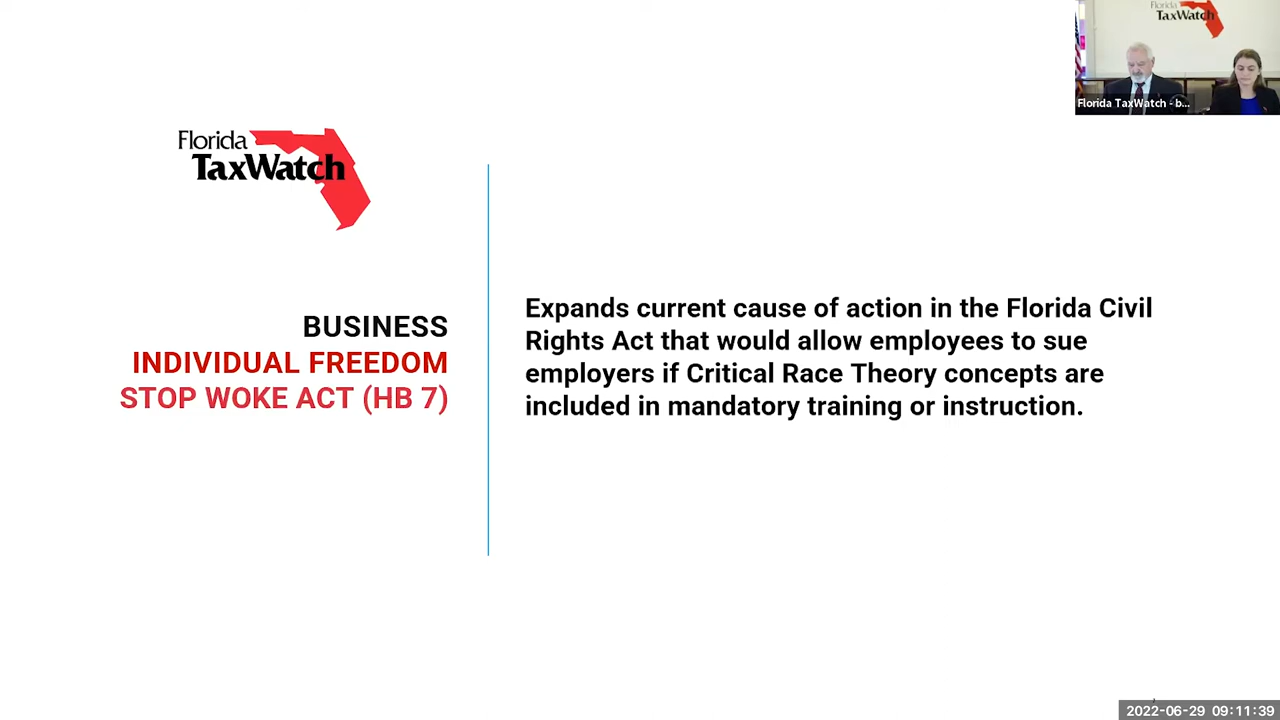 Florida
TaxWatch
Florida TaxWatch - b...
Florida
TaxWatch
BUSINESS
INDIVIDUAL FREEDOM
STOP WOKE ACT (HB 7)
Expands current cause of action in the Florida Civil
Rights Act that would allow employees to sue
employers if Critical Race Theory concepts are
included in mandatory training or instruction.
2022-06-29 09:11:39